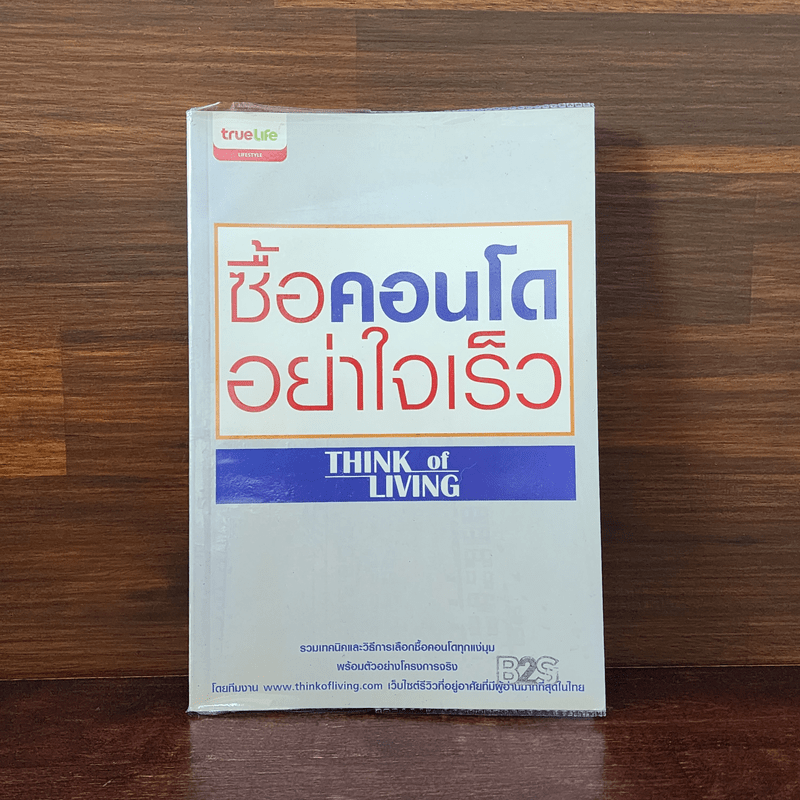 trueLife
LIFESTYLE
ซื้อคอนโด
อย่าใจเร็ว
THINK of
LIVING
รวมเทคนิคและวิธีการเลือกซื้อคอนโดทุกแง่มุม
พร้อมตัวอย่างโครงการจริง
B2S
โดยทีมงาน www.thinkofliving.com เว็บไซต์รีวิวที่อยู่อาศัยที่มีผู้อ่านมากที่สุดในไทย